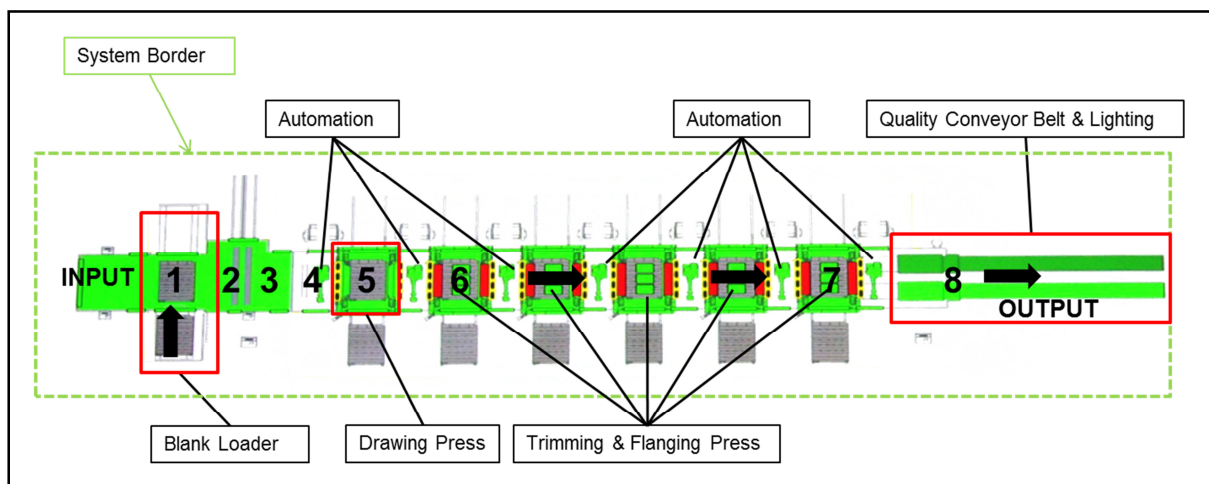 System Border
Automation
Automation
Quality Conveyor Belt & Lighting
INPUT
1
2
3
4
5
6
7
8
OUTPUT
Blank Loader
Drawing Press
Trimming & Flanging Press